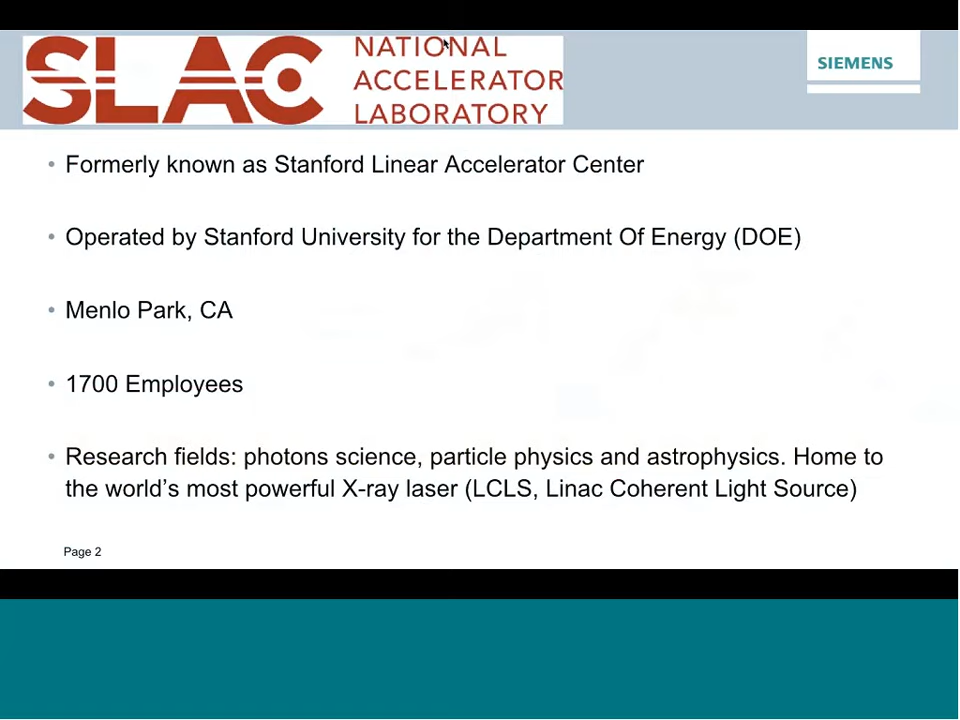 SLAC NATIONAL
ACCELERATOR
LABORATORY
SIEMENS
• Formerly known as Stanford Linear Accelerator Center
• Operated by Stanford University for the Department Of Energy (DOE)
• Menlo Park, CA
• 1700 Employees
• Research fields: photons science, particle physics and astrophysics. Home to
the world’s most powerful X-ray laser (LCLS, Linac Coherent Light Source)
Page 2